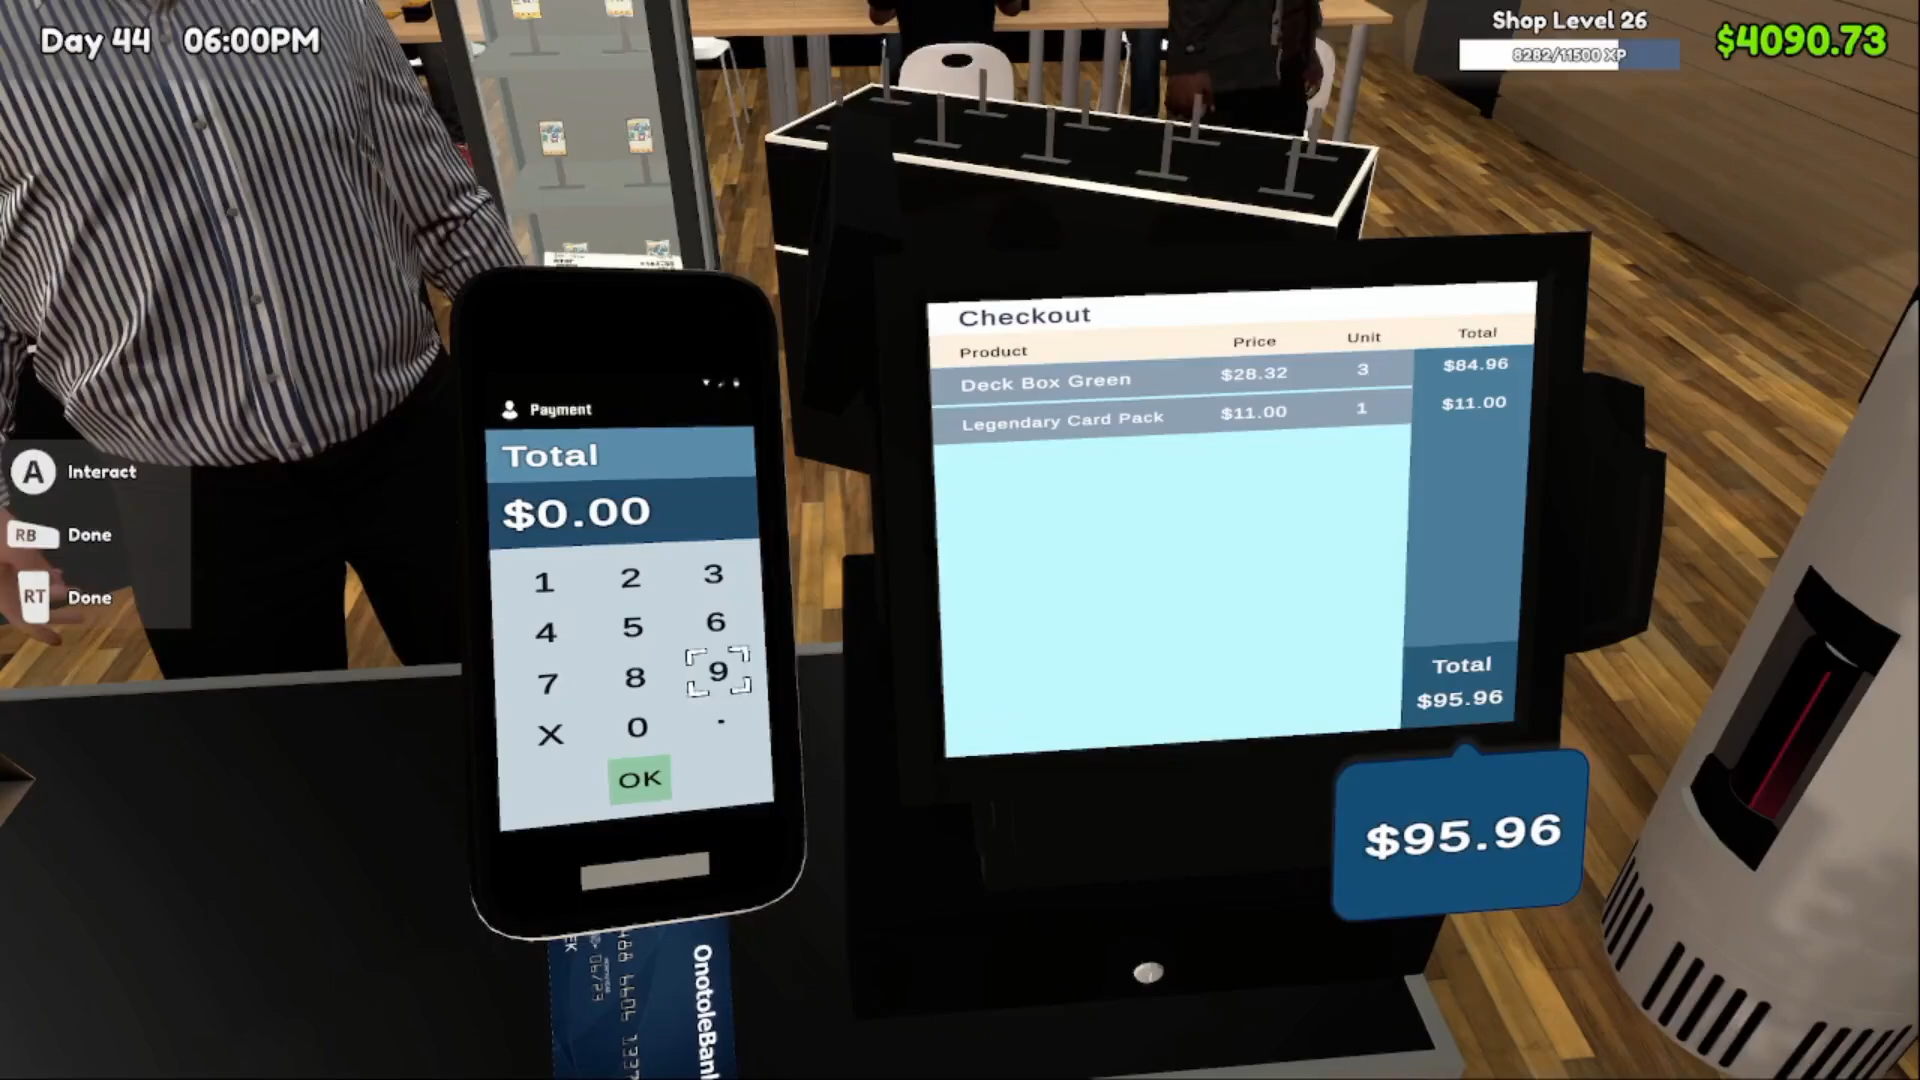 Day 44 06:00PM
Shop Level 26
8282/11500 XP
$4090.73
A Interact
RB Done
RT Done
Payment
Total
$0.00
1 2 3
4 5 6
7 8 9
X 0 .
OK
Checkout
Product Price Unit Total
Deck Box Green $28.32 3 $84.96
Legendary Card Pack $11.00 1 $11.00
Total
$95.96
$95.96
OnotoleBank